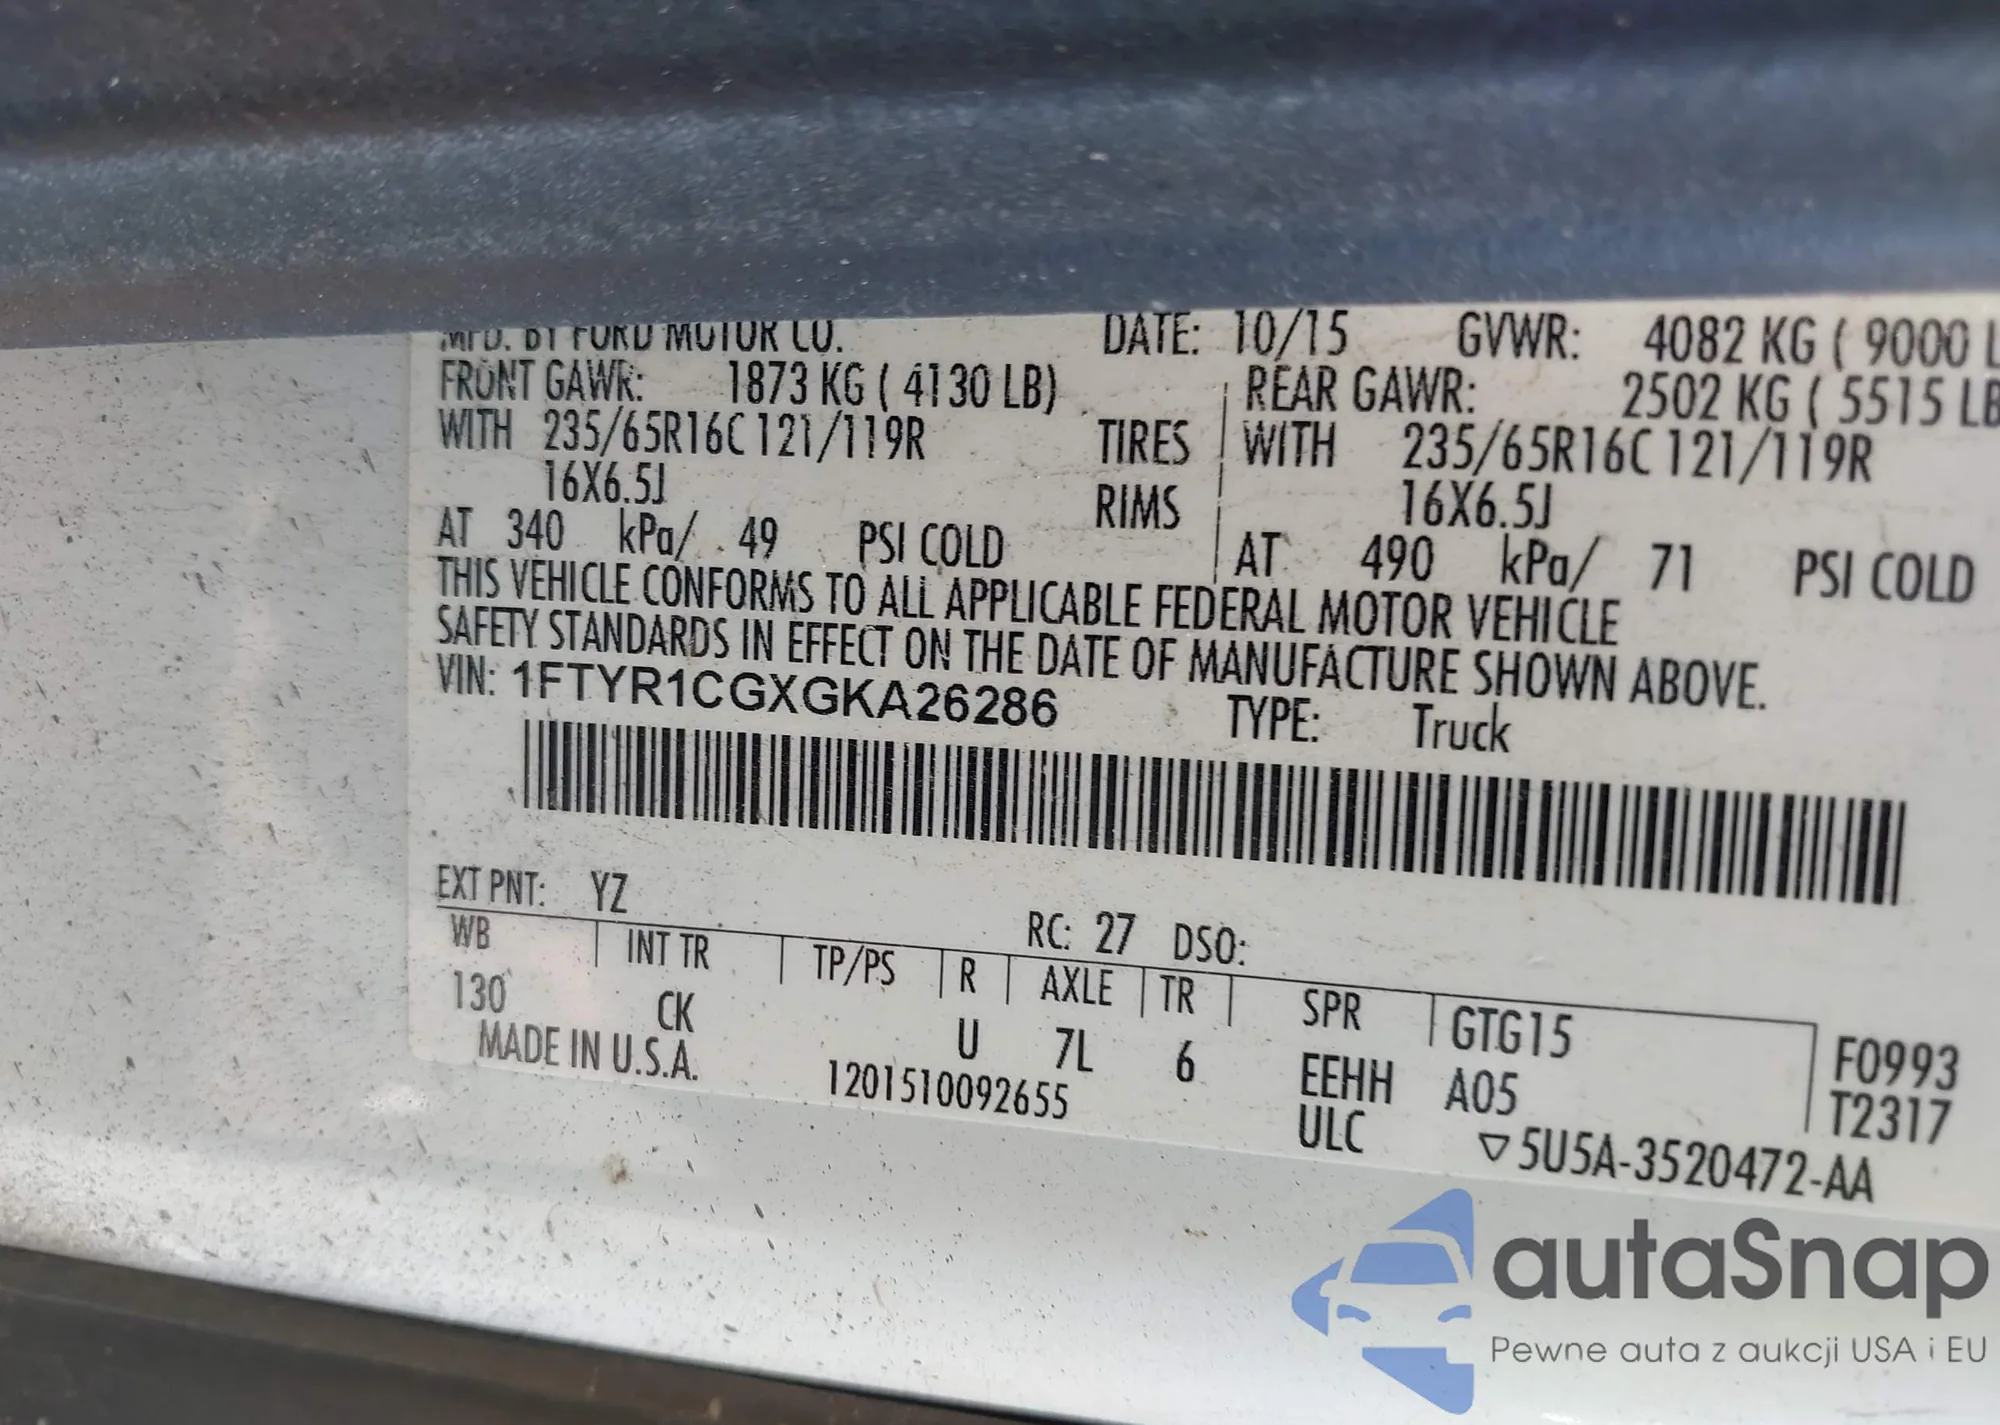 MFD. BY FORD MOTOR CO. DATE: 10/15 GVWR: 4082 KG ( 9000 L
FRONT GAWR: 1873 KG ( 4130 LB) REAR GAWR: 2502 KG ( 5515 LB
WITH 235/65R16C 121/119R TIRES WITH 235/65R16C 121/119R
16X6.5J RIMS 16X6.5J
AT 340 kPa/ 49 PSI COLD AT 490 kPa/ 71 PSI COLD
THIS VEHICLE CONFORMS TO ALL APPLICABLE FEDERAL MOTOR VEHICLE
SAFETY STANDARDS IN EFFECT ON THE DATE OF MANUFACTURE SHOWN ABOVE.
VIN: 1FTYR1CGXGKA26286 TYPE: Truck
EXT PNT: YZ RC: 27 DSO:
WB INT TR TP/PS R AXLE TR SPR GTG15 F0993
130 CK U 7L 6 EEHH A05 T2317
MADE IN U.S.A. 1201510092655 ULC ▽5U5A-3520472-AA
autaSnap
Pewne auta z aukcji USA i EU